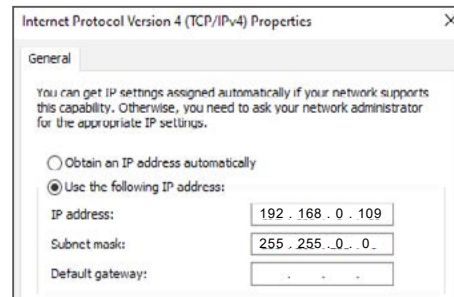 Internet Protocol Version 4 (TCP/IPv4) Properties
General
You can get IP settings assigned automatically if your network supports
this capability. Otherwise, you need to ask your network administrator
for the appropriate IP settings.
Obtain an IP address automatically
Use the following IP address:
IP address: 192 . 168 . 0 . 109
Subnet mask: 255 . 255 . 0 . 0
Default gateway: . . .